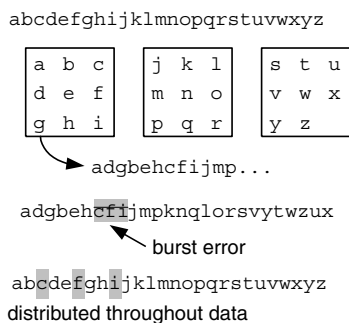 abcdefghijklmnopqrstuvwxyz
a b c j k l s t u
d e f m n o v w x
g h i p q r y z
adgbehcfijmp...
adgbehcfijmpknqlorsvytwzux
burst error
abcdefghijklmnopqrstuvwxyz
distributed throughout data